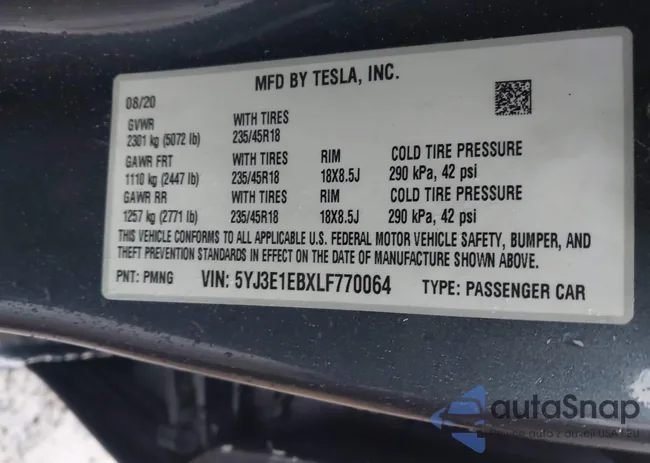 MFD BY TESLA, INC.
08/20
GVWR WITH TIRES
2301 kg (5072 lb) 235/45R18
GAWR FRT WITH TIRES RIM COLD TIRE PRESSURE
1110 kg (2447 lb) 235/45R18 18X8.5J 290 kPa, 42 psi
GAWR RR WITH TIRES RIM COLD TIRE PRESSURE
1257 kg (2771 lb) 235/45R18 18X8.5J 290 kPa, 42 psi
THIS VEHICLE CONFORMS TO ALL APPLICABLE U.S. FEDERAL MOTOR VEHICLE SAFETY, BUMPER, AND
THEFT PREVENTION STANDARDS IN EFFECT ON THE DATE OF MANUFACTURE SHOWN ABOVE.
PNT: PMNG VIN: 5YJ3E1EBXLF770064 TYPE: PASSENGER CAR
autaSnap